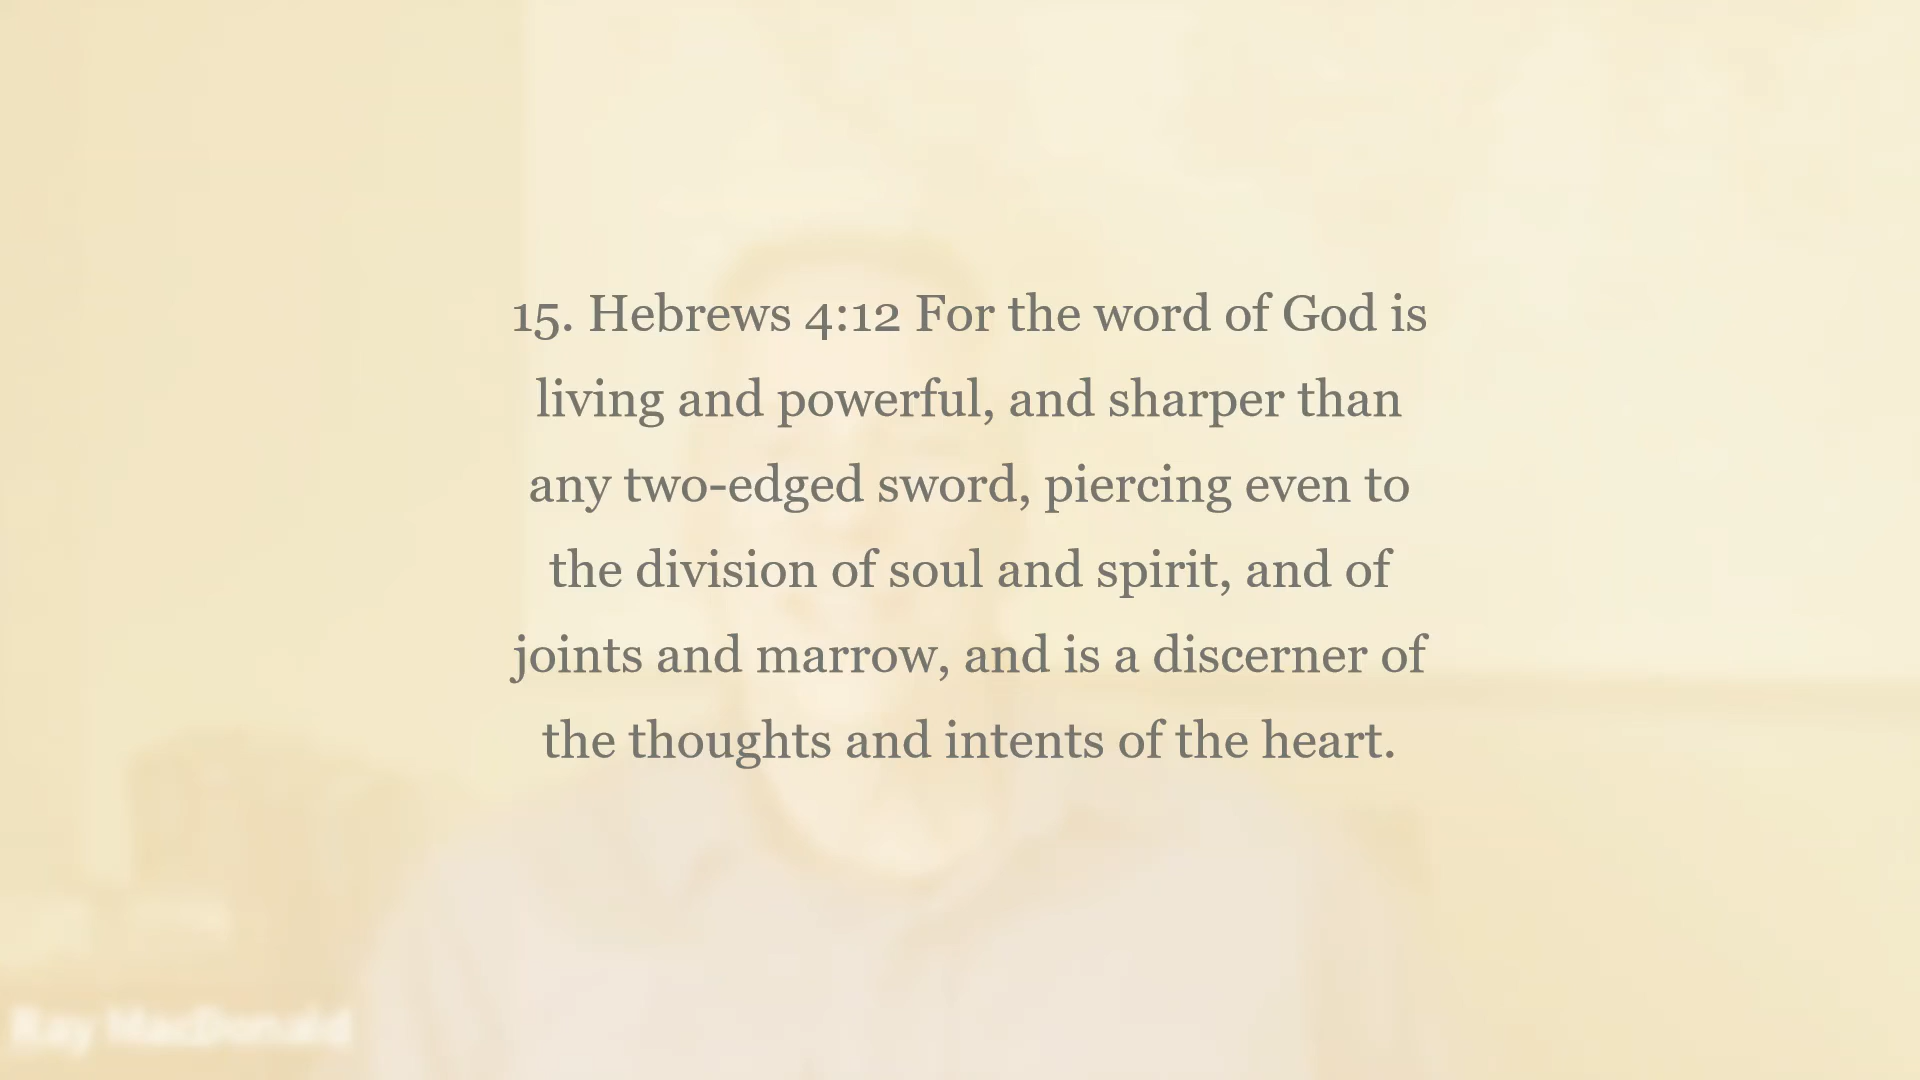 15. Hebrews 4:12 For the word of God is
living and powerful, and sharper than
any two-edged sword, piercing even to
the division of soul and spirit, and of
joints and marrow, and is a discerner of
the thoughts and intents of the heart.
Ray MacDonald